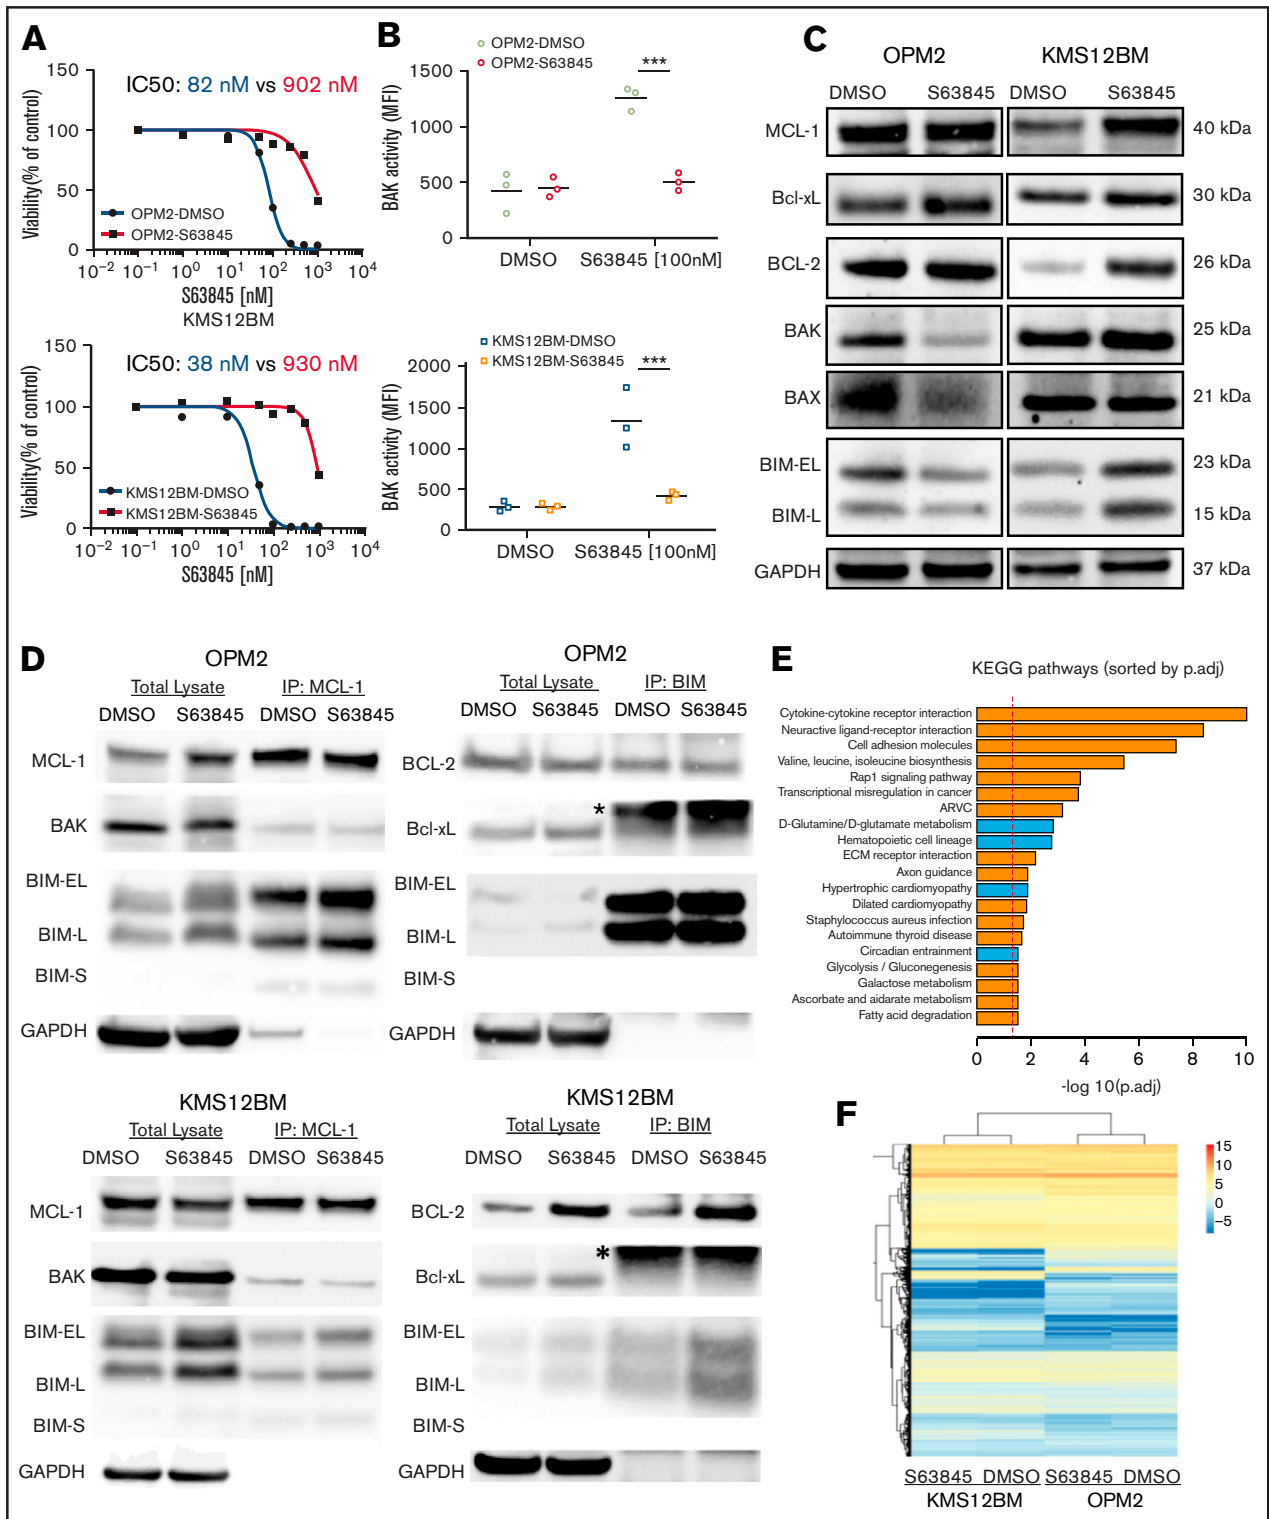 A
150
100
50
0
Viability(% of control)
IC50: 82 nM vs 902 nM
OPM2-DMSO
OPM2-S63845
10−2 10−1 100 101 102 103 104
S63845 [nM]
KMS12BM
150
100
50
0
Viability(% of control)
IC50: 38 nM vs 930 nM
KMS12BM-DMSO
KMS12BM-S63845
10−2 10−1 100 101 102 103 104
S63845 [nM]
B
OPM2-DMSO
OPM2-S63845
***
1500
1000
500
0
BAK activity (MFI)
DMSO S63845 [100nM]
KMS12BM-DMSO
KMS12BM-S63845
***
2000
1500
1000
500
0
BAK activity (MFI)
DMSO S63845 [100nM]
C
OPM2 KMS12BM
DMSO S63845 DMSO S63845
MCL-1 40 kDa
Bcl-xL 30 kDa
BCL-2 26 kDa
BAK 25 kDa
BAX 21 kDa
BIM-EL 23 kDa
BIM-L 15 kDa
GAPDH 37 kDa
D
OPM2
Total Lysate IP: MCL-1
DMSO S63845 DMSO S63845
MCL-1
BAK
BIM-EL
BIM-L
BIM-S
GAPDH
OPM2
Total Lysate IP: BIM
DMSO S63845 DMSO S63845
BCL-2
Bcl-xL *
BIM-EL
BIM-L
BIM-S
GAPDH
KMS12BM
Total Lysate IP: MCL-1
DMSO S63845 DMSO S63845
MCL-1
BAK
BIM-EL
BIM-L
BIM-S
GAPDH
KMS12BM
Total Lysate IP: BIM
DMSO S63845 DMSO S63845
BCL-2
Bcl-xL *
BIM-EL
BIM-L
BIM-S
GAPDH
E
KEGG pathways (sorted by p.adj)
Cytokine-cytokine receptor interaction
Neuractive ligand-receptor interaction
Cell adhesion molecules
Valine, leucine, isoleucine biosynthesis
Rap1 signaling pathway
Transcriptional misregulation in cancer
ARVC
D-Glutamine/D-glutamate metabolism
Hematopoietic cell lineage
ECM receptor interaction
Axon guidance
Hypertrophic cardiomyopathy
Dilated cardiomyopathy
Staphylococcus aureus infection
Autoimmune thyroid disease
Circadian entrainment
Glycolysis / Gluconegenesis
Galactose metabolism
Ascorbate and aidarate metabolism
Fatty acid degradation
0 2 4 6 8 10
-log 10(p.adj)
F
15
10
5
0
−5
S63845 DMSO S63845 DMSO
KMS12BM OPM2